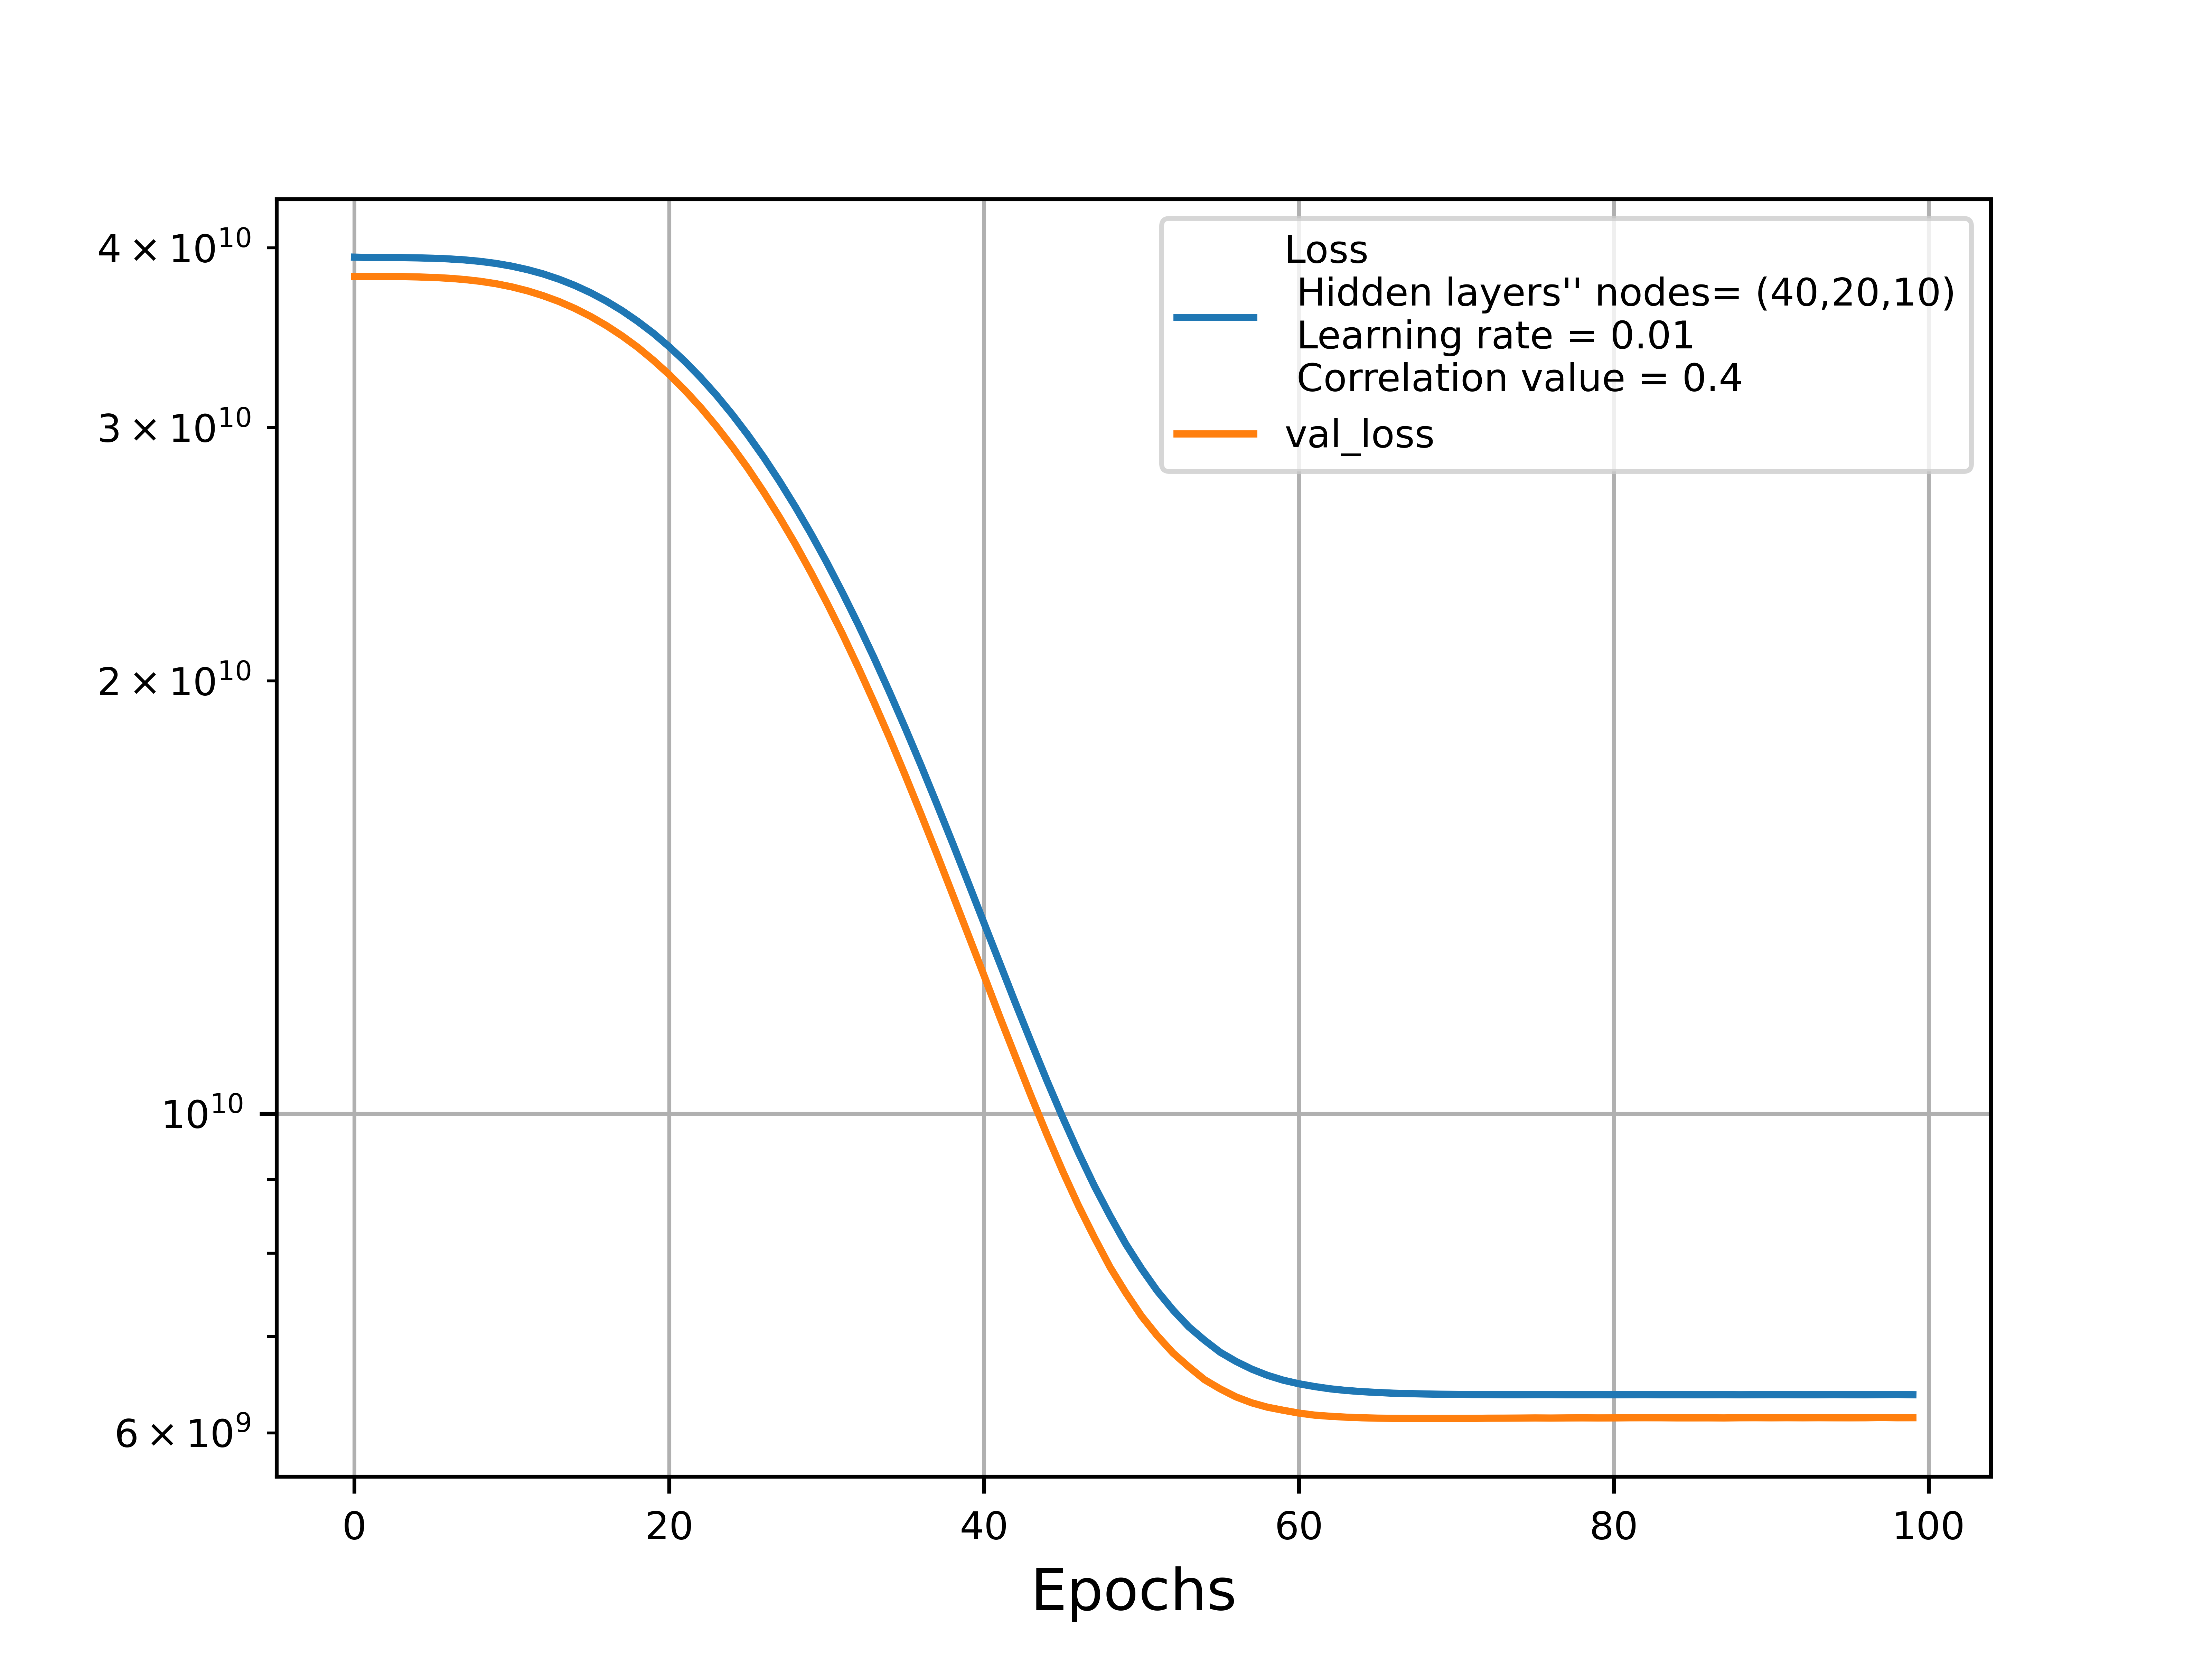 4 × 10¹⁰
3 × 10¹⁰
2 × 10¹⁰
10¹⁰
6 × 10⁹
Loss
Hidden layers'' nodes= (40,20,10)
Learning rate = 0.01
Correlation value = 0.4
val_loss
0 20 40 60 80 100
Epochs